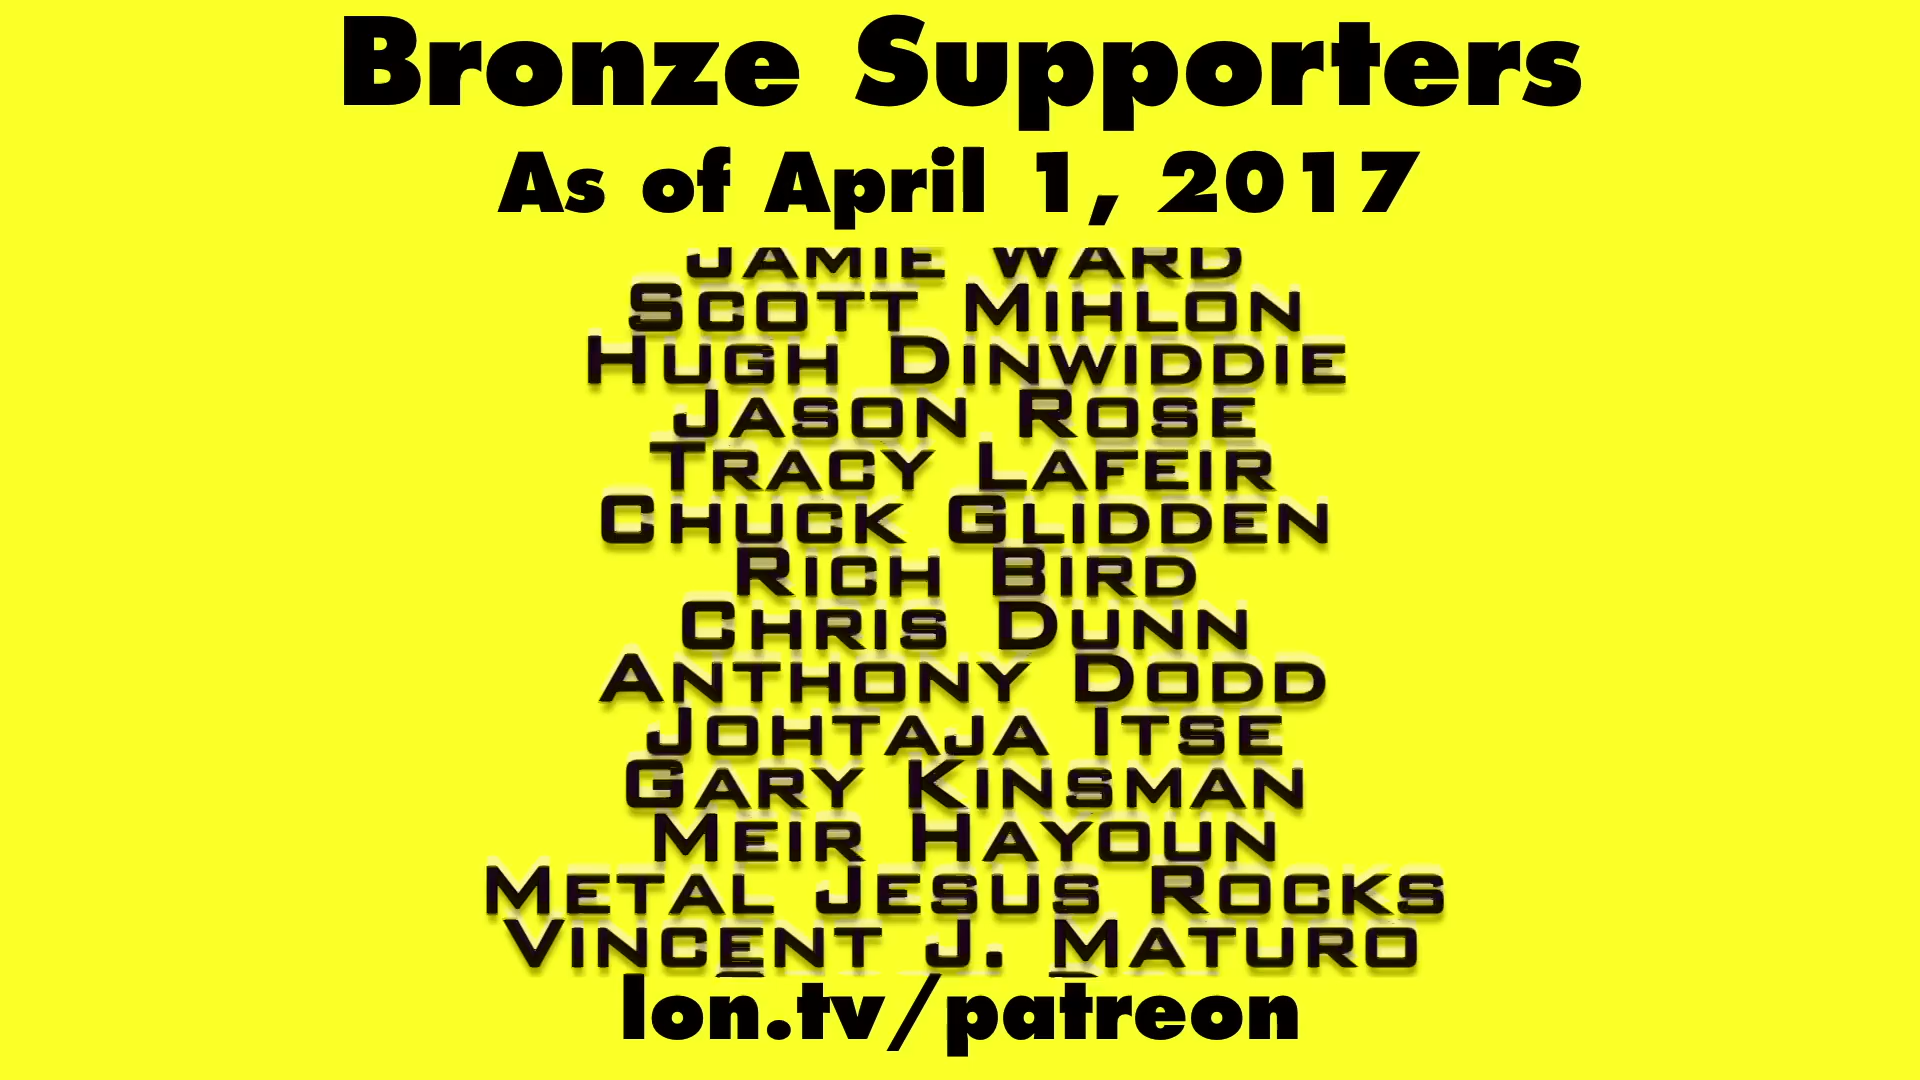 Bronze Supporters
As of April 1, 2017
Jamie Ward
Scott Mihlon
Hugh Dinwiddie
Jason Rose
Tracy Lafeir
Chuck Glidden
Rich Bird
Chris Dunn
Anthony Dodd
Johtaja Itse
Gary Kinsman
Meir Hayoun
Metal Jesus Rocks
Vincent J. Maturo
lon.tv/patreon